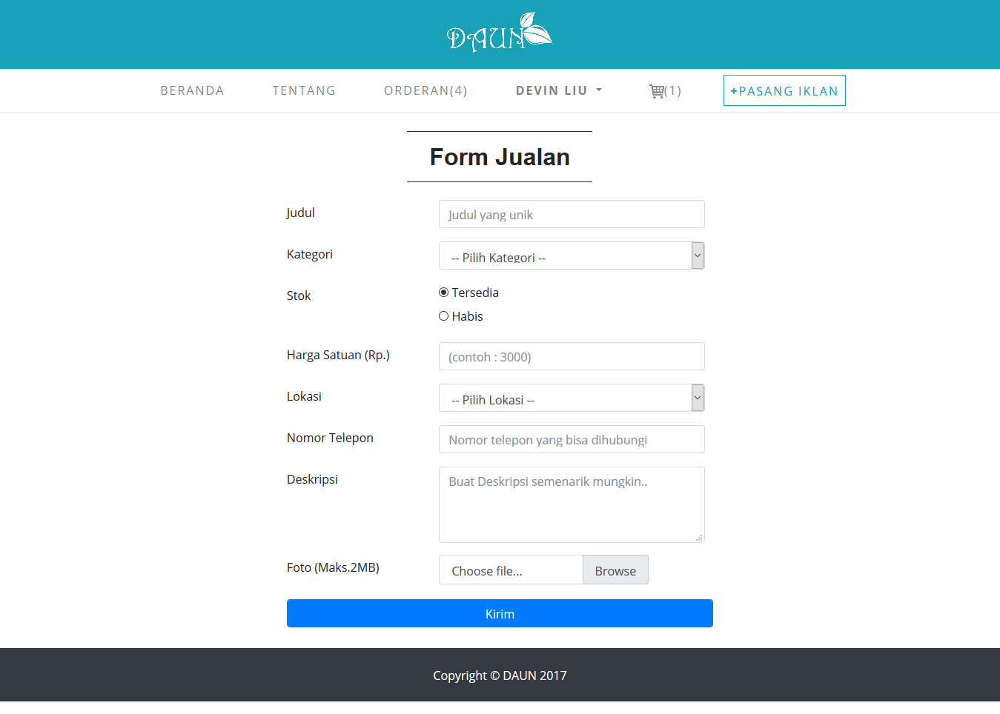 DAUN
BERANDA TENTANG ORDERAN(4) DEVIN LIU (1) +PASANG IKLAN
Form Jualan
Judul Judul yang unik
Kategori -- Pilih Kategori --
Stok Tersedia
Habis
Harga Satuan (Rp.) (contoh : 3000)
Lokasi -- Pilih Lokasi --
Nomor Telepon Nomor telepon yang bisa dihubungi
Deskripsi Buat Deskripsi semenarik mungkin..
Foto (Maks.2MB) Choose file... Browse
Kirim
Copyright © DAUN 2017